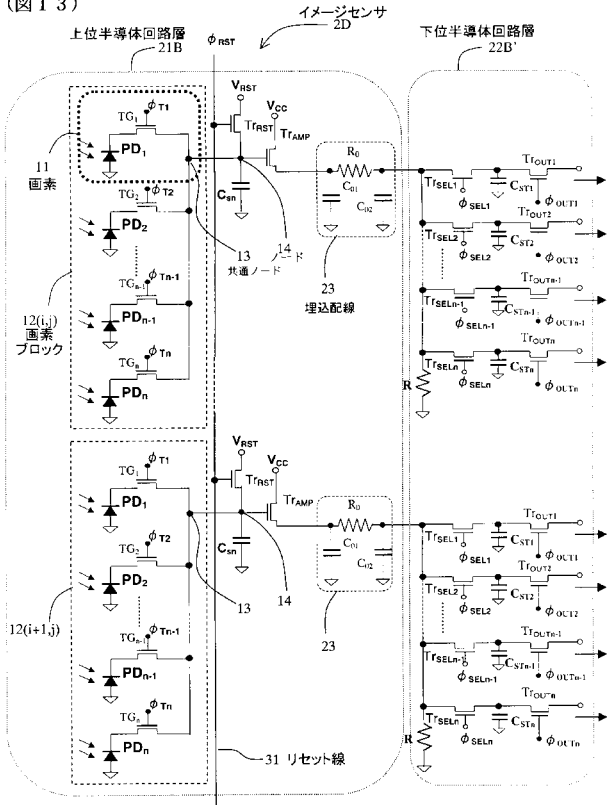 (図13)
イメージセンサ
2D
上位半導体回路層
21B
φRST
下位半導体回路層
22B'
φT1
TG1
PD1
11
画素
φT2
TG2
PD2
φTn-1
TGn-1
PDn-1
φTn
TGn
PDn
12(i,j)
画素
ブロック
VRST
TrRST
VCC
TrAMP
Csn
13
共通ノード
14
ノード
R0
C01
C02
23
埋込配線
TrSEL1
φSEL1
CST1
TrOUT1
φOUT1
TrSEL2
φSEL2
CST2
TrOUT2
φOUT2
TrSELn-1
φSELn-1
CSTn-1
TrOUTn-1
φOUTn-1
TrSELn
φSELn
CSTn
TrOUTn
φOUTn
R
φT1
TG1
PD1
φT2
TG2
PD2
φTn-1
TGn-1
PDn-1
φTn
TGn
PDn
12(i+1,j)
VRST
TrRST
VCC
TrAMP
Csn
13
14
R0
C01
C02
23
TrSEL1
φSEL1
CST1
TrOUT1
φOUT1
TrSEL2
φSEL2
CST2
TrOUT2
φOUT2
TrSELn-1
φSELn-1
CSTn-1
TrOUTn-1
φOUTn-1
TrSELn
φSELn
CSTn
TrOUTn
φOUTn
R
31 リセット線